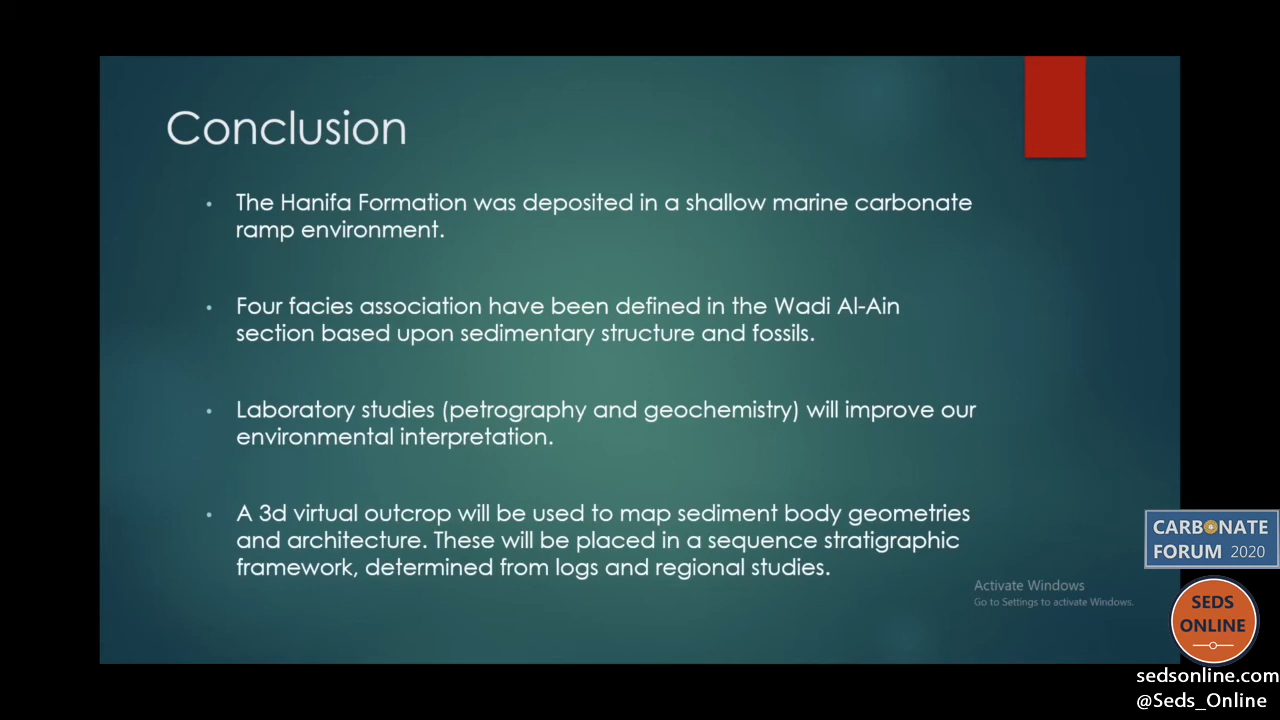 Conclusion
• The Hanifa Formation was deposited in a shallow marine carbonate
ramp environment.
• Four facies association have been defined in the Wadi Al-Ain
section based upon sedimentary structure and fossils.
• Laboratory studies (petrography and geochemistry) will improve our
environmental interpretation.
• A 3d virtual outcrop will be used to map sediment body geometries
and architecture. These will be placed in a sequence stratigraphic
framework, determined from logs and regional studies.
Activate Windows
Go to Settings to activate Windows.
CARBONATE
FORUM 2020
SEDS
ONLINE
sedsonline.com
@Seds_Online